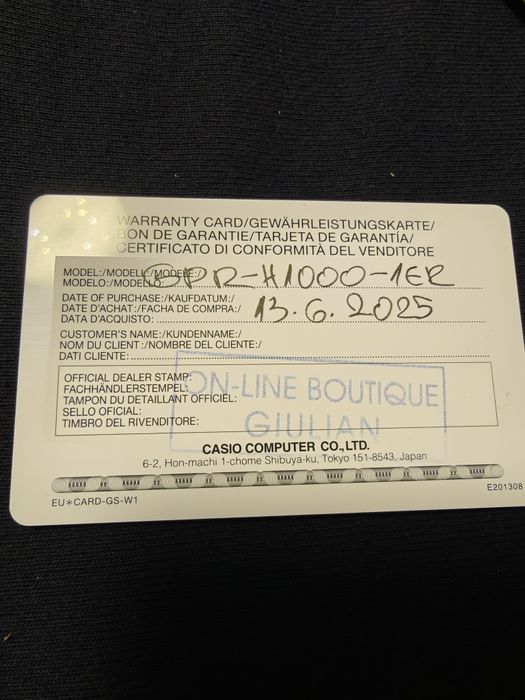 WARRANTY CARD/GEWÄHRLEISTUNGSKARTE/
BON DE GARANTIE/TARJETA DE GARANTÍA/
CERTIFICATO DI CONFORMITÀ DEL VENDITORE
MODEL:/MODELL:/MODÈLE:/
MODELO:/MODELLO: GPR-H1000-1ER
DATE OF PURCHASE:/KAUFDATUM:/
DATE D'ACHAT:/FACHA DE COMPRA:/ 13.6.2025
DATA D'ACQUISTO:
CUSTOMER'S NAME:/KUNDENNAME:/
NOM DU CLIENT:/NOMBRE DEL CLIENTE:/
DATI CLIENTE:
OFFICIAL DEALER STAMP:
FACHHÄNDLERSTEMPEL:
TAMPON DU DETAILLANT OFFICIEL:
SELLO OFICIAL:
TIMBRO DEL RIVENDITORE:
ON-LINE BOUTIQUE
GIULIAN
CASIO COMPUTER CO.,LTD.
6-2, Hon-machi 1-chome Shibuya-ku, Tokyo 151-8543, Japan
EU*CARD-GS-W1
E201308